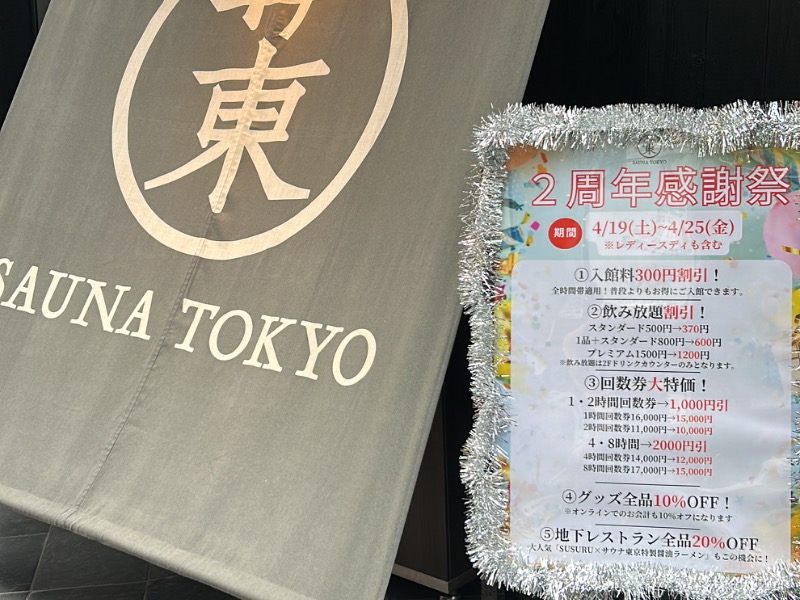 東
SAUNA TOKYO
東
SAUNA TOKYO
2周年感謝祭
期間
4/19(土)~4/25(金)
※レディースディも含む
①入館料300円割引！
全時間帯適用！普段よりもお得にご入館できます。
②飲み放題割引！
スタンダード500円→370円
1品＋スタンダード800円→600円
プレミアム1500円→1200円
※飲み放題は2Fドリンクカウンターのみとなります。
③回数券大特価！
1・2時間回数券→1,000円引
1時間回数券16,000円→15,000円
2時間回数券11,000円→10,000円
4・8時間→2000円引
4時間回数券14,000円→12,000円
8時間回数券17,000円→15,000円
④グッズ全品10%OFF！
※オンラインでのお会計も10%オフになります
⑤地下レストラン全品20%OFF
大人気「SUSURU×サウナ東京特製醤油ラーメン」もこの機会に！